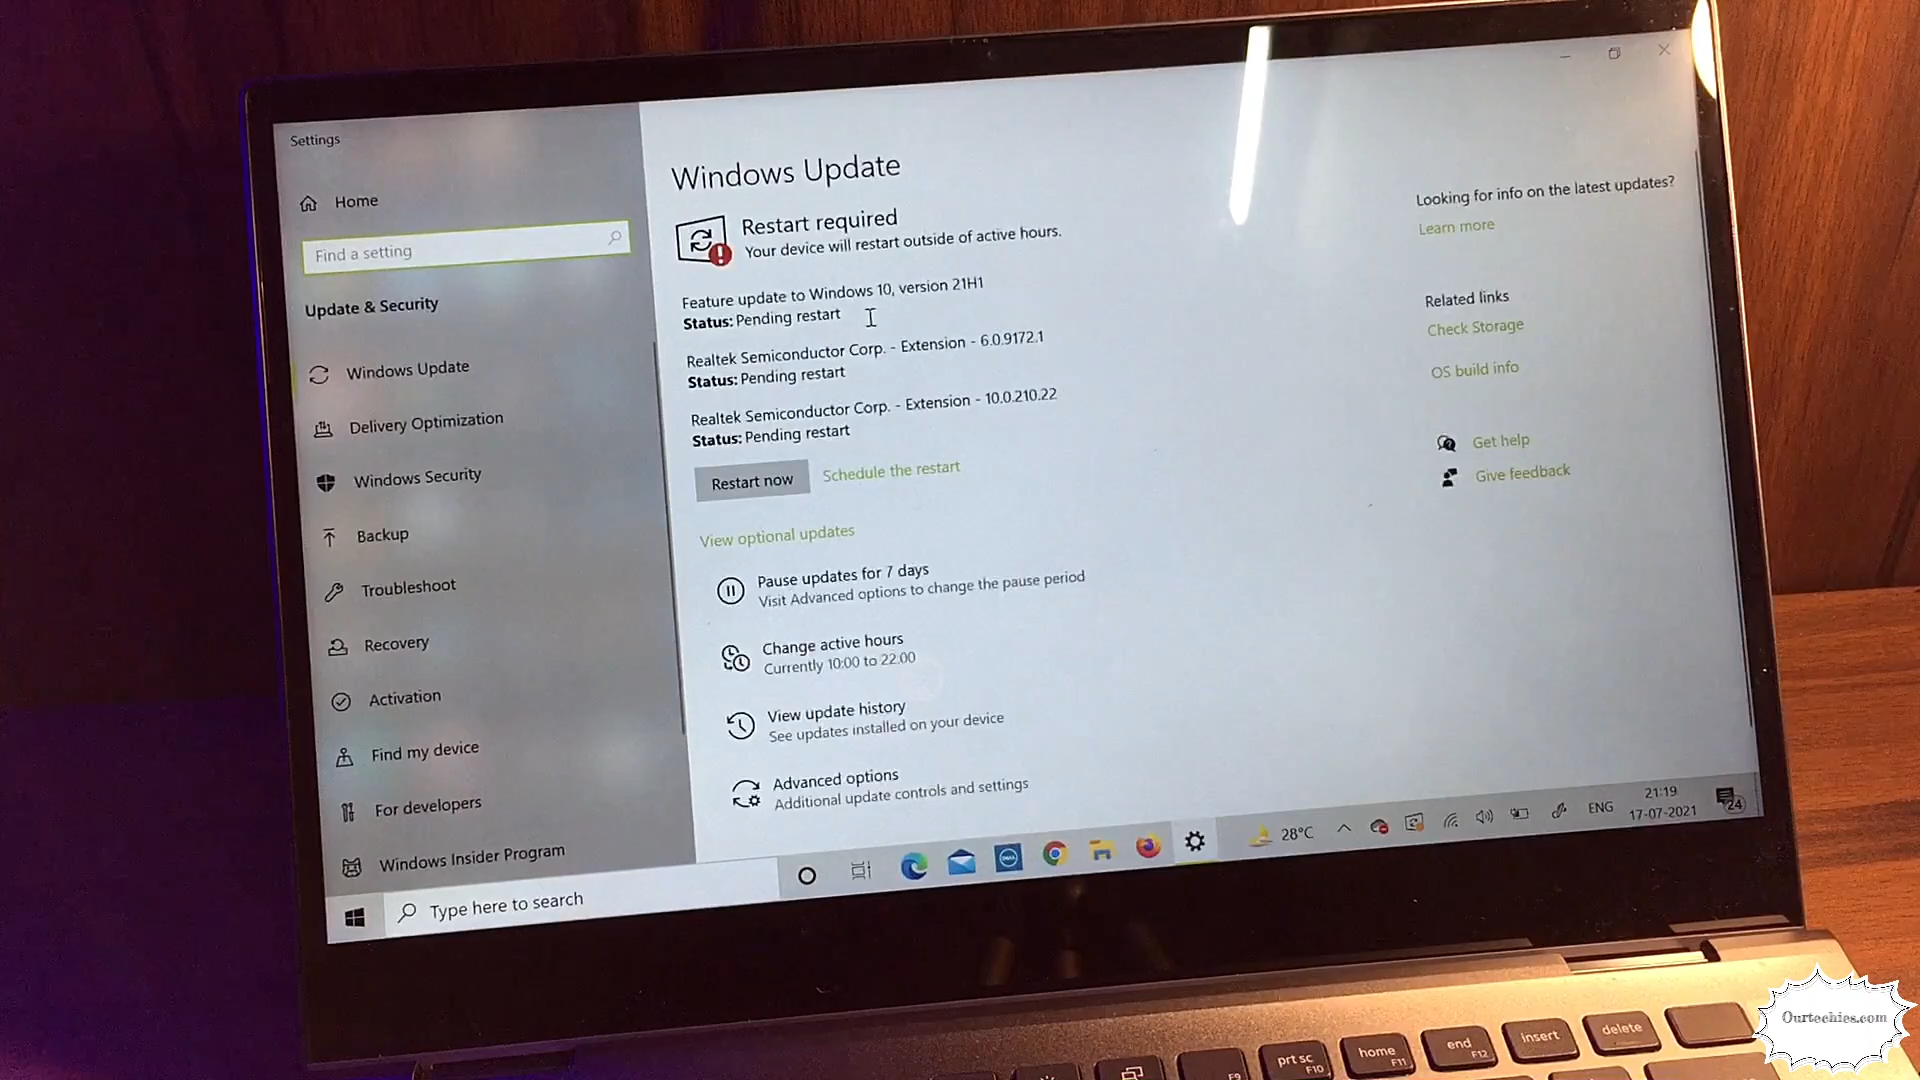 Settings
Home
Find a setting
Update & Security
Windows Update
Delivery Optimization
Windows Security
Backup
Troubleshoot
Recovery
Activation
Find my device
For developers
Windows Insider Program
Windows Update
Restart required
Your device will restart outside of active hours.
Feature update to Windows 10, version 21H1
Status: Pending restart
Realtek Semiconductor Corp. - Extension - 6.0.9172.1
Status: Pending restart
Realtek Semiconductor Corp. - Extension - 10.0.210.22
Status: Pending restart
Restart now
Schedule the restart
View optional updates
Pause updates for 7 days
Visit Advanced options to change the pause period
Change active hours
Currently 10:00 to 22:00
View update history
See updates installed on your device
Advanced options
Additional update controls and settings
Looking for info on the latest updates?
Learn more
Related links
Check Storage
OS build info
Get help
Give feedback
Type here to search
DELL
28°C
ENG
21:19
17-07-2021
24
F9
prt sc
F10
home
F11
end
F12
insert
delete
Ourtechies.com